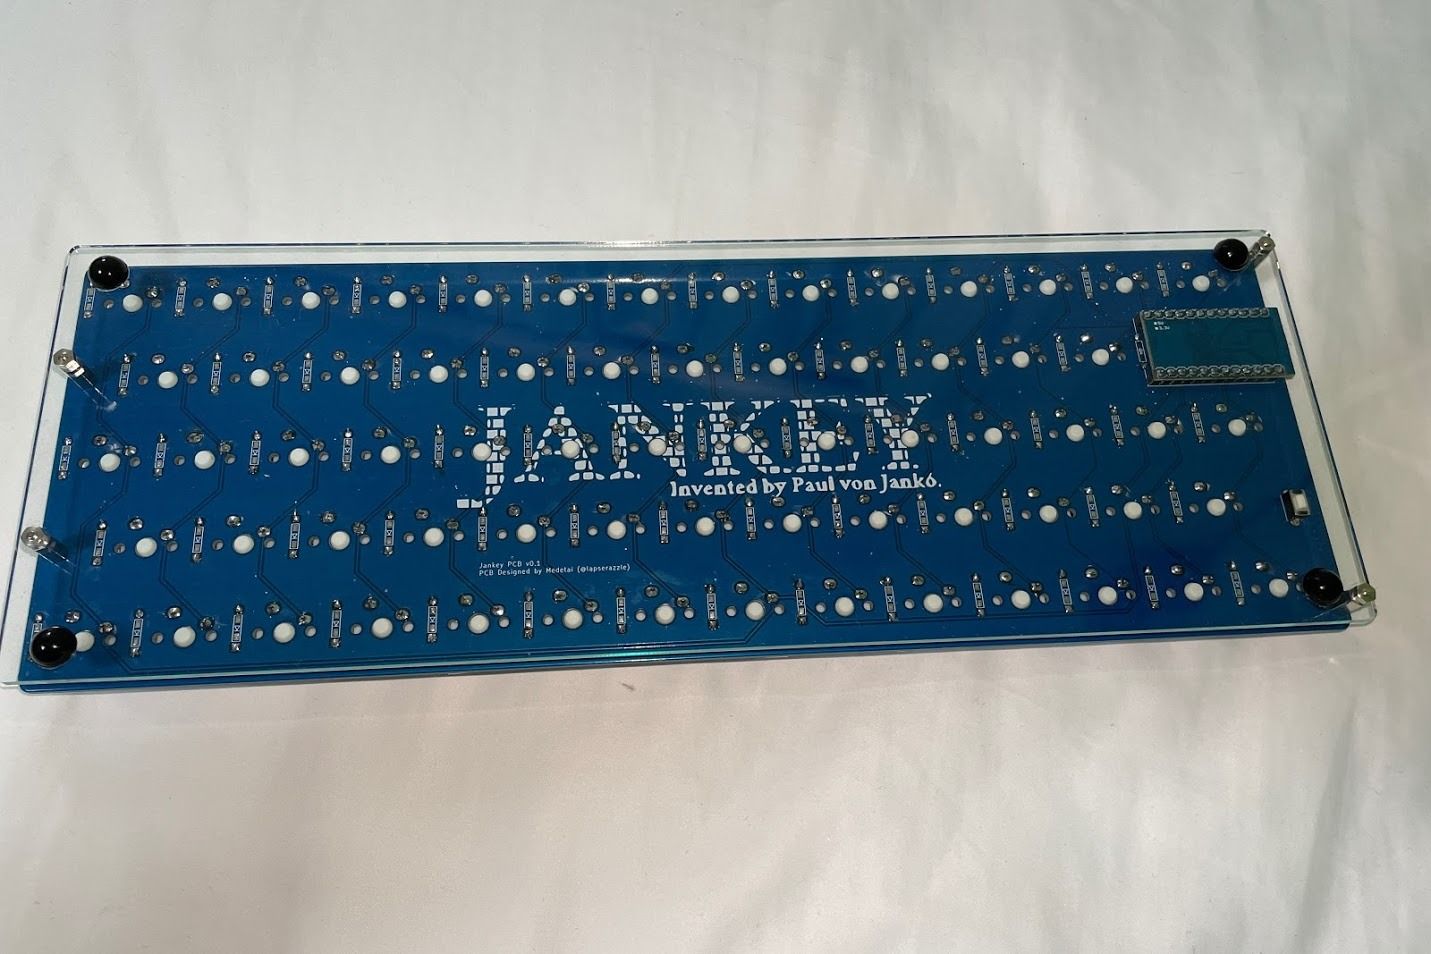 JANKEY
Invented by Paul von Jankó.
Jankey PCB v0.1
PCB Designed by Medetai (@lapserazzle)